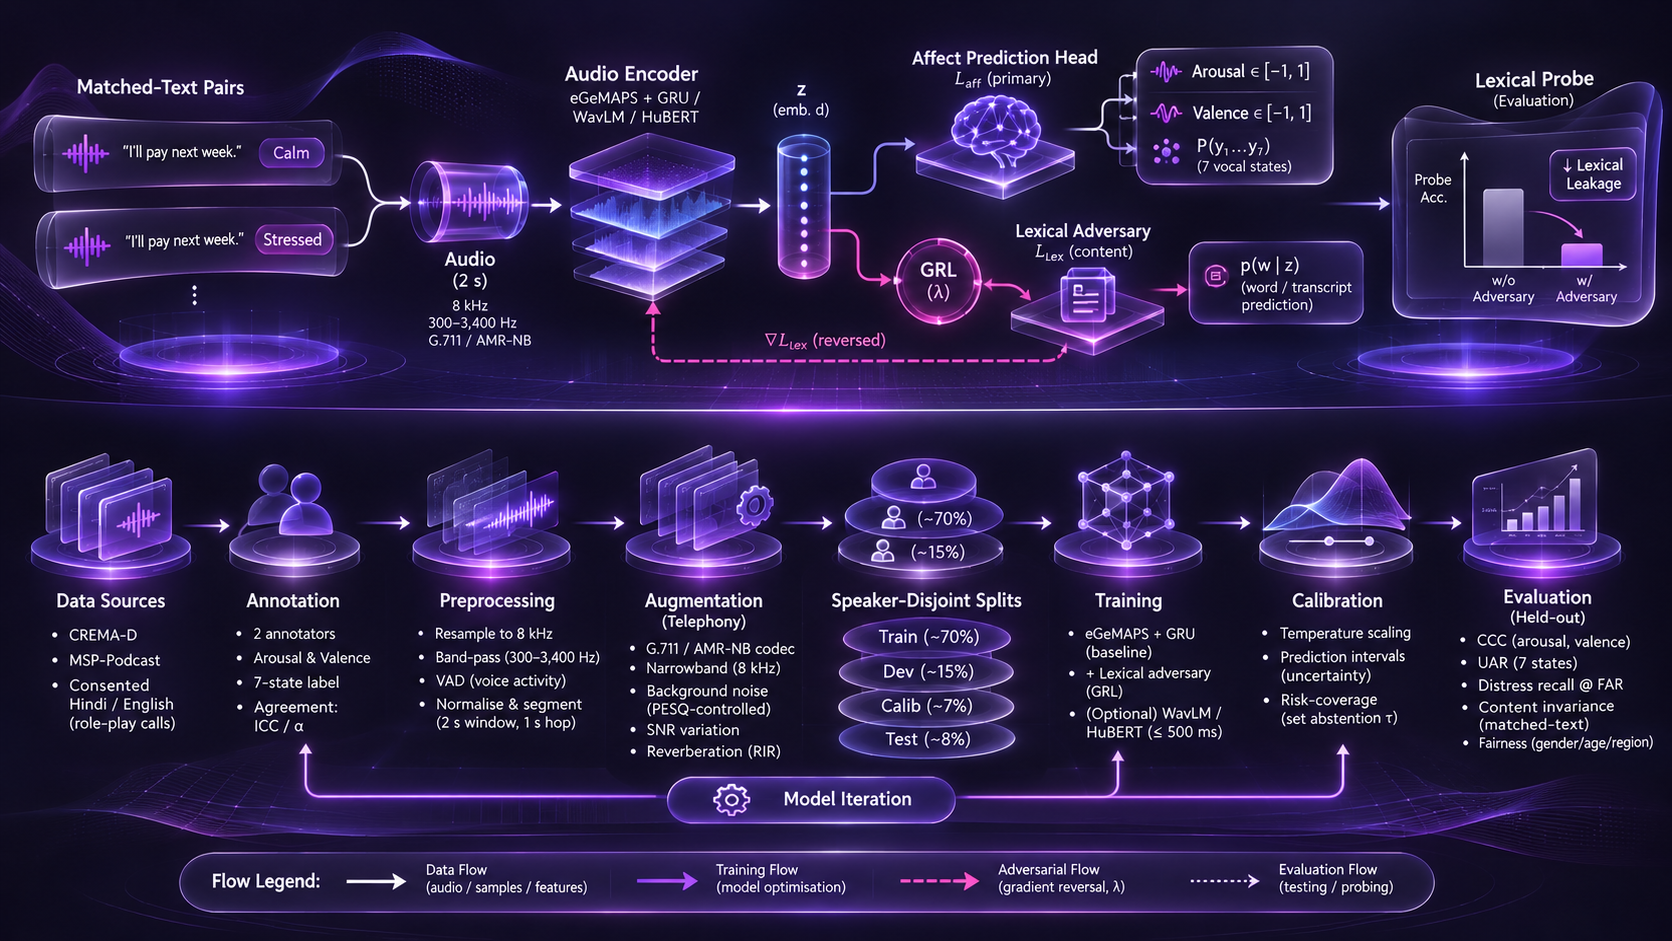 Matched-Text Pairs
"I'll pay next week."
Calm
"I'll pay next week."
Stressed
Audio
(2 s)
8 kHz
300–3,400 Hz
G.711 / AMR-NB
Audio Encoder
eGeMAPS + GRU /
WavLM / HuBERT
z
(emb. d)
Affect Prediction Head
L_aff (primary)
Arousal ∈ [−1, 1]
Valence ∈ [−1, 1]
P(y₁…y₇)
(7 vocal states)
GRL
(λ)
Lexical Adversary
L_Lex (content)
p(w | z)
(word / transcript
prediction)
∇L_Lex (reversed)
Lexical Probe
(Evaluation)
Probe
Acc.
↓ Lexical
Leakage
w/o
Adversary
w/
Adversary
(~70%)
(~15%)
Data Sources
• CREMA-D
• MSP-Podcast
• Consented
Hindi / English
(role-play calls)
Annotation
• 2 annotators
• Arousal & Valence
• 7-state label
• Agreement:
ICC / α
Preprocessing
• Resample to 8 kHz
• Band-pass (300–3,400 Hz)
• VAD (voice activity)
• Normalise & segment
(2 s window, 1 s hop)
Augmentation
(Telephony)
• G.711 / AMR-NB codec
• Narrowband (8 kHz)
• Background noise
(PESQ-controlled)
• SNR variation
• Reverberation (RIR)
Speaker-Disjoint Splits
Train (~70%)
Dev (~15%)
Calib (~7%)
Test (~8%)
Training
• eGeMAPS + GRU
(baseline)
• + Lexical adversary
(GRL)
• (Optional) WavLM /
HuBERT (≤ 500 ms)
Calibration
• Temperature scaling
• Prediction intervals
(uncertainty)
• Risk-coverage
(set abstention τ)
Evaluation
(Held-out)
• CCC (arousal, valence)
• UAR (7 states)
• Distress recall @ FAR
• Content invariance
(matched-text)
• Fairness (gender/age/region)
Model Iteration
Flow Legend:
Data Flow
(audio / samples / features)
Training Flow
(model optimisation)
Adversarial Flow
(gradient reversal, λ)
Evaluation Flow
(testing / probing)